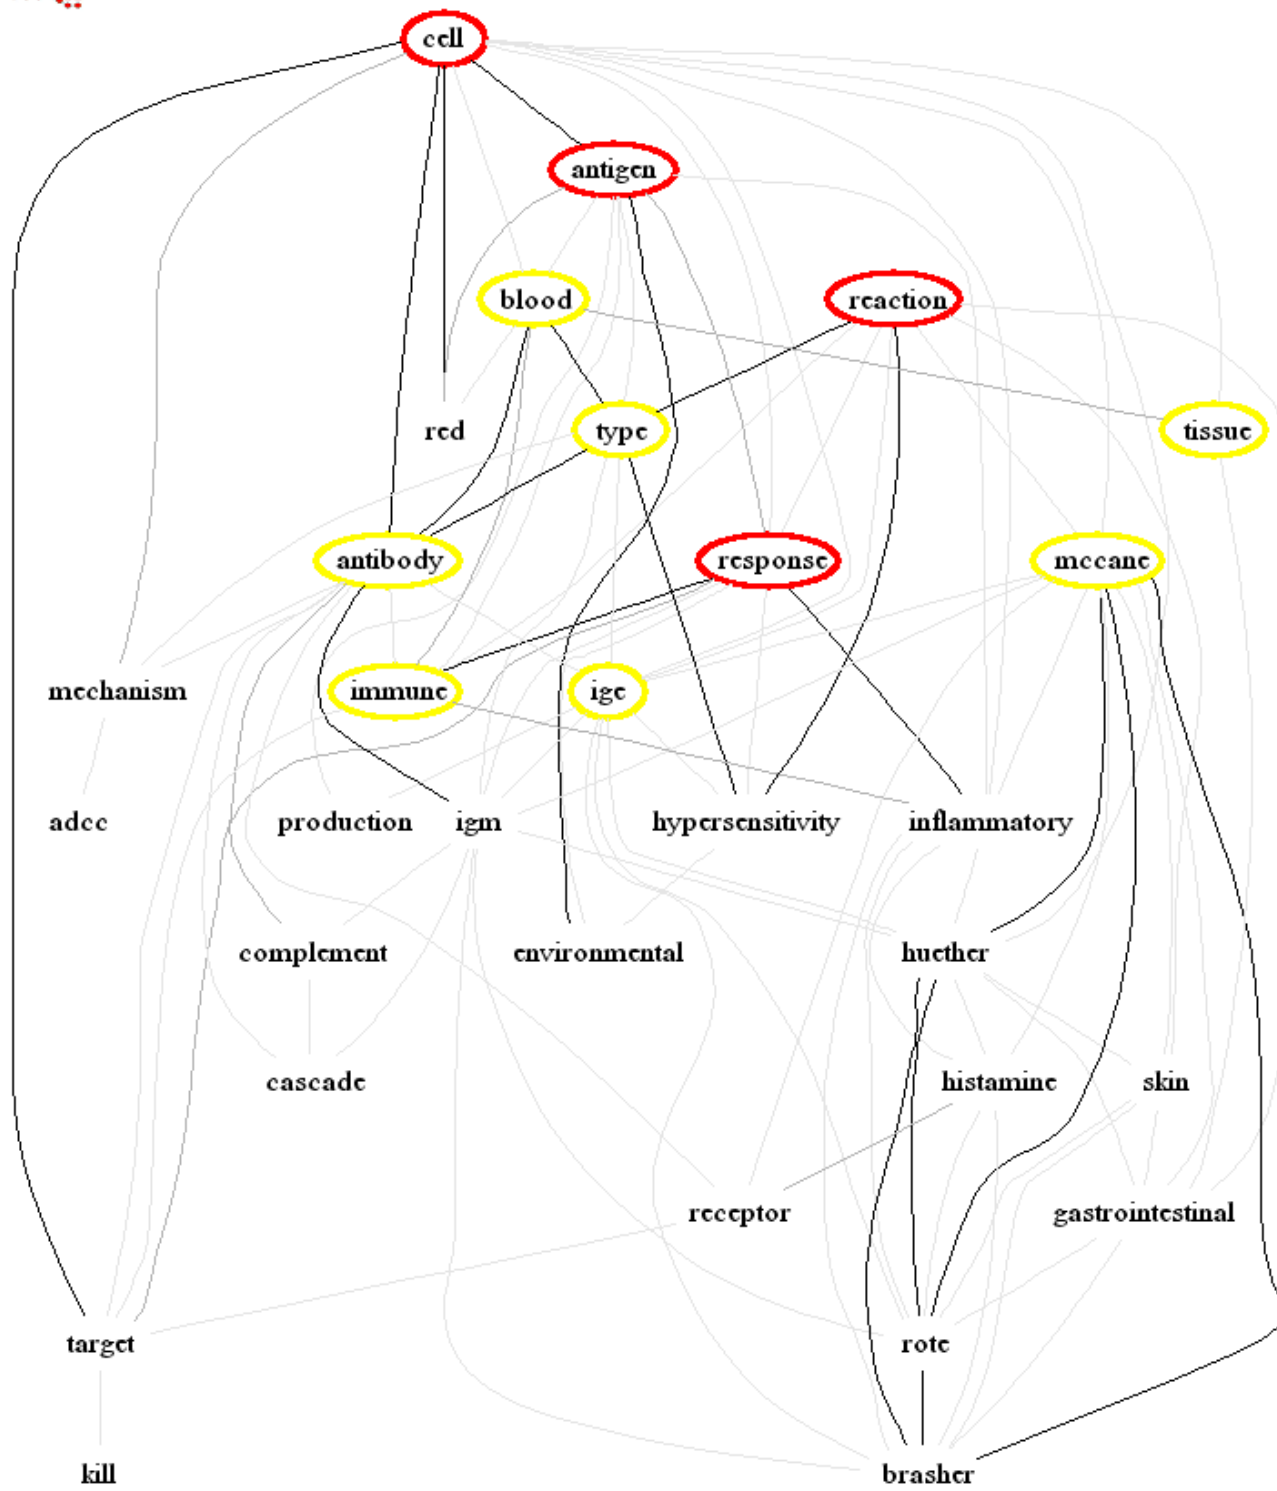 cell
antigen
blood
reaction
red
type
tissue
antibody
response
mccane
mechanism
immune
ige
adcc
production
igm
hypersensitivity
inflammatory
complement
environmental
huether
cascade
histamine
skin
receptor
gastrointestinal
target
rote
kill
brasher